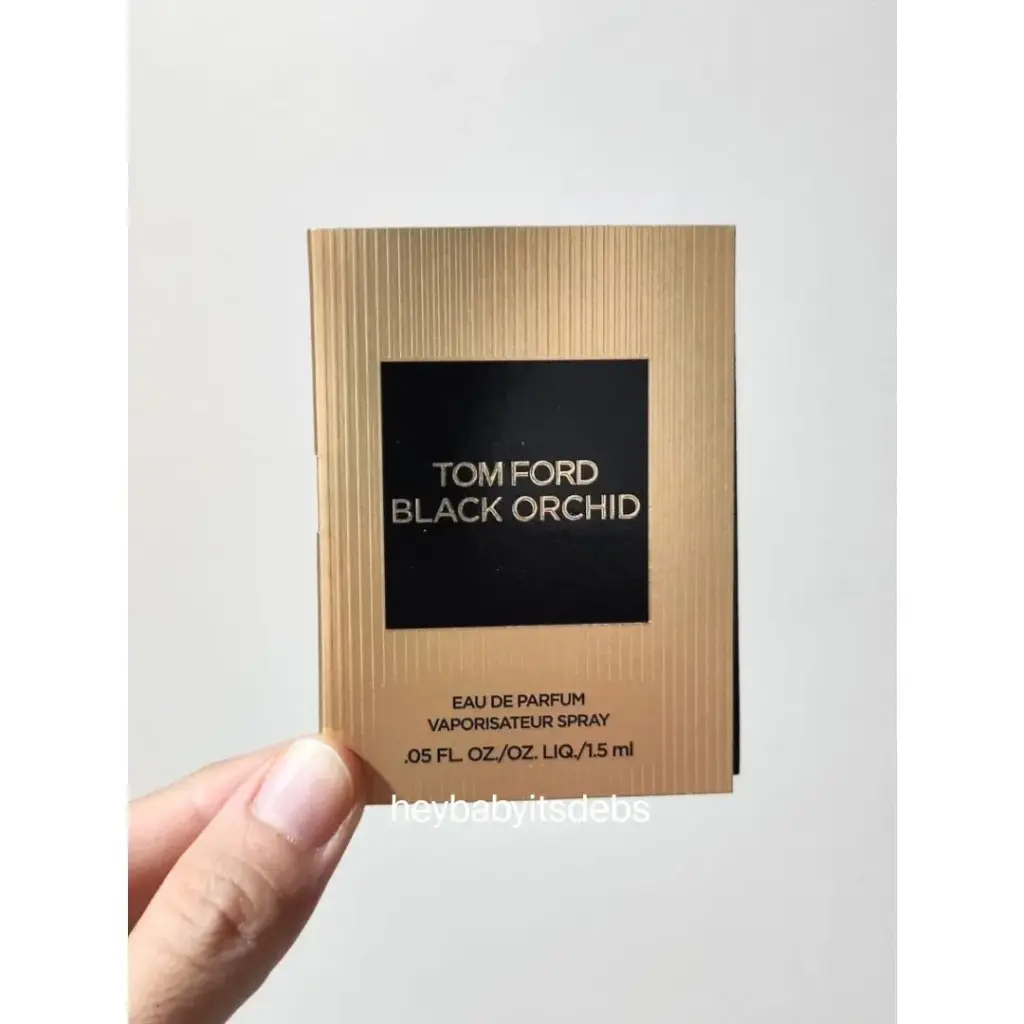 TOM FORD
BLACK ORCHID
EAU DE PARFUM
VAPORISATEUR SPRAY
.05 FL. OZ./OZ. LIQ./1.5 ml
heybabyitsdebs